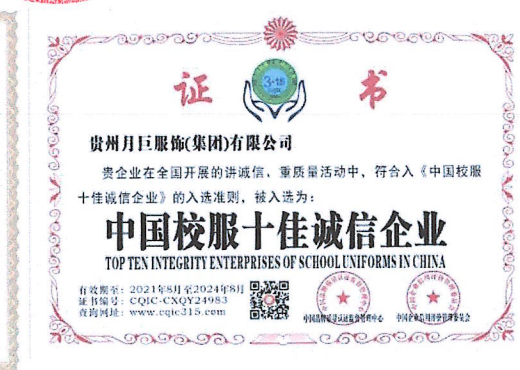 证 书
3·15
贵州月巨服饰(集团)有限公司
贵企业在全国开展的讲诚信、重质量活动中，符合入《中国校服
十佳诚信企业》的入选准则，被入选为：
中国校服十佳诚信企业
TOP TEN INTEGRITY ENTERPRISES OF SCHOOL UNIFORMS IN CHINA
有效期至：2021年8月至2024年8月
证书编号：CQIC-CXQY24983
查询网址：www.cqic315.com